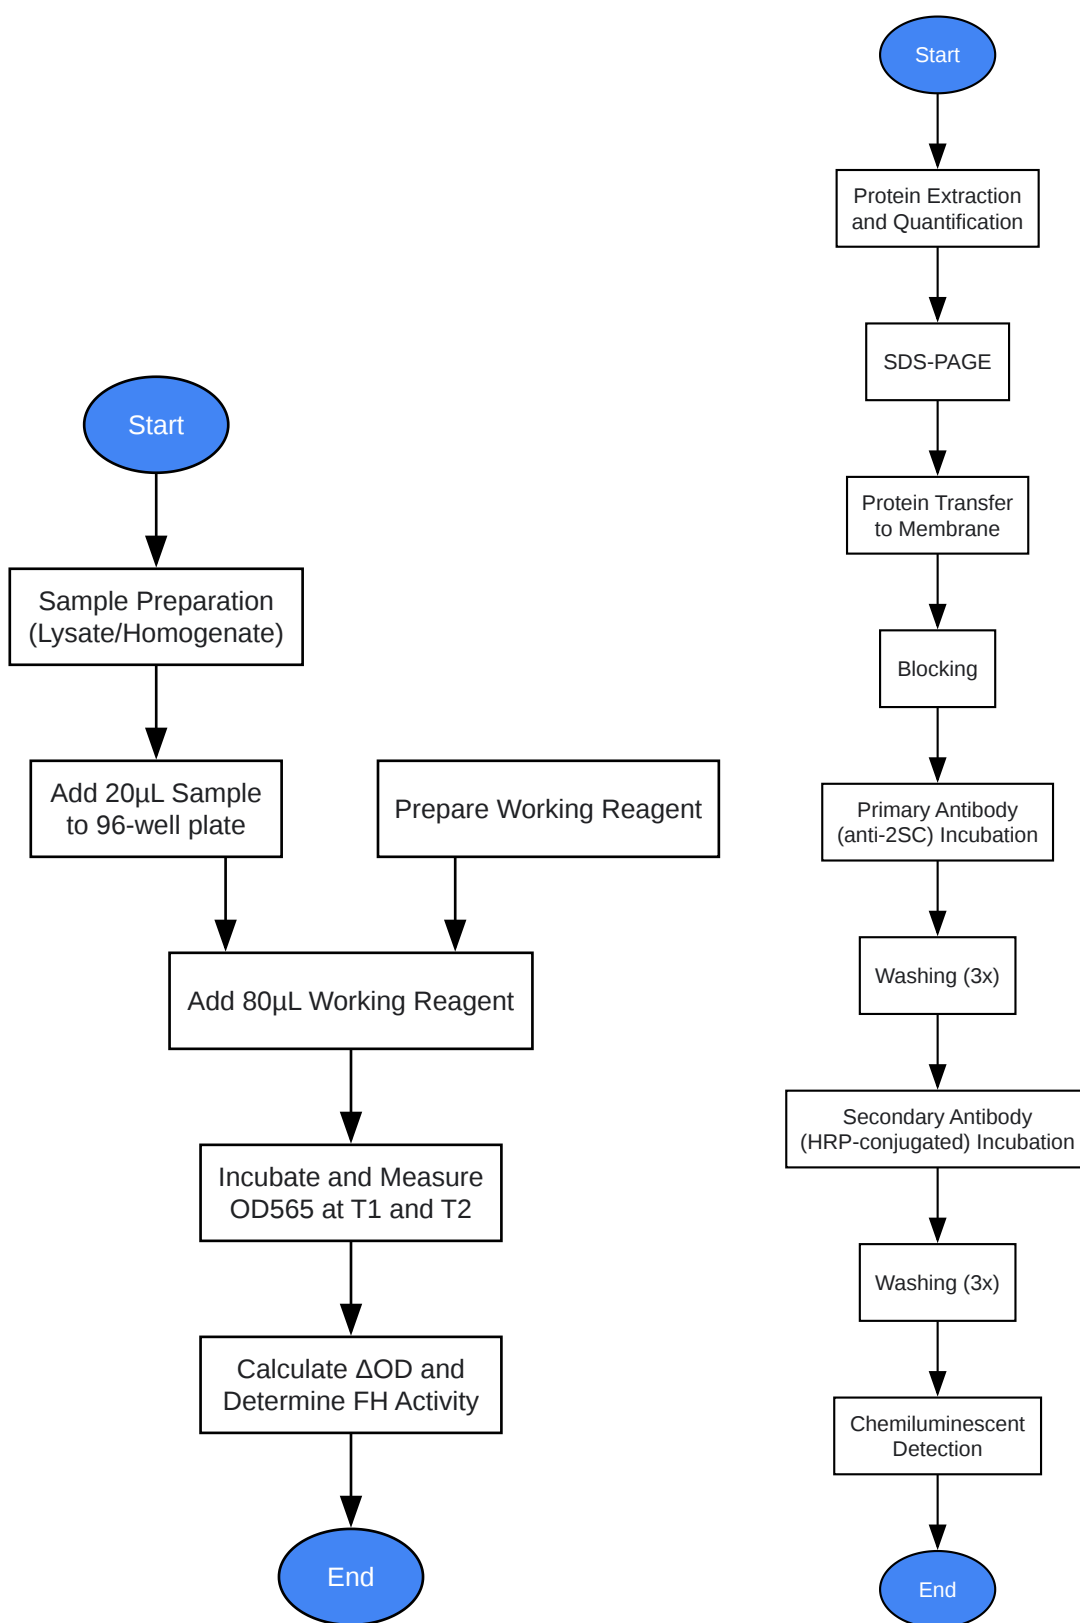 Start
Sample Preparation
(Lysate/Homogenate)
Add 20µL Sample
to 96-well plate
Prepare Working Reagent
Add 80µL Working Reagent
Incubate and Measure
OD565 at T1 and T2
Calculate ΔOD and
Determine FH Activity
End
Start
Protein Extraction
and Quantification
SDS-PAGE
Protein Transfer
to Membrane
Blocking
Primary Antibody
(anti-2SC) Incubation
Washing (3x)
Secondary Antibody
(HRP-conjugated) Incubation
Washing (3x)
Chemiluminescent
Detection
End